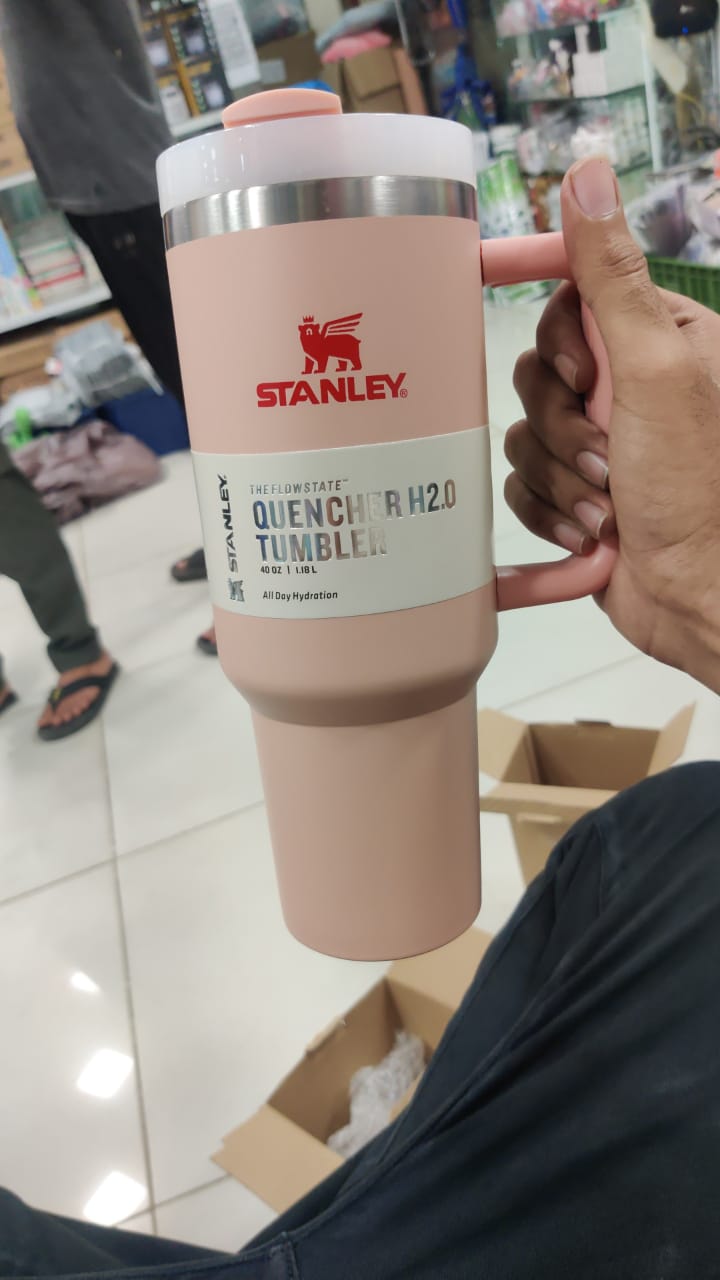 STANLEY®
STANLEY.
THE FLOWSTATE™
QUENCHER H2.0
TUMBLER
40 OZ | 1.18 L
All Day Hydration